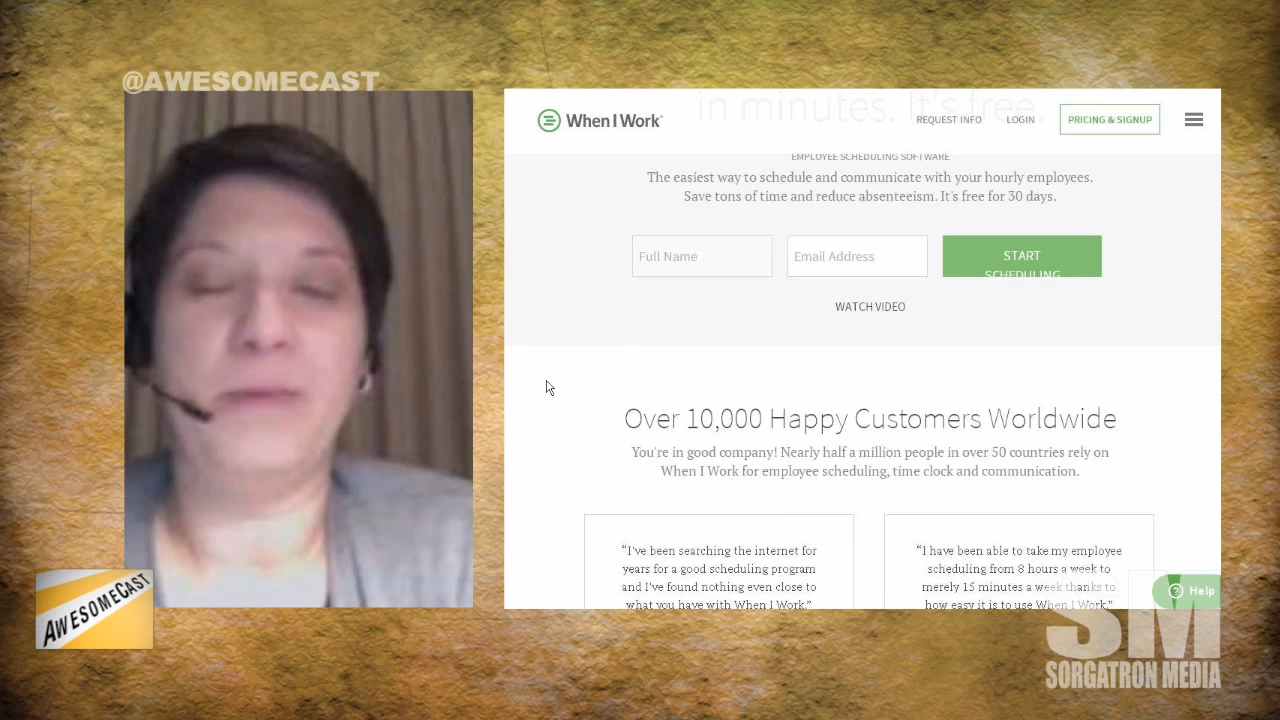 @AWESOMECAST
in minutes. It's free.
When I Work
REQUEST INFO
LOGIN
PRICING & SIGNUP
EMPLOYEE SCHEDULING SOFTWARE
The easiest way to schedule and communicate with your hourly employees.
Save tons of time and reduce absenteeism. It's free for 30 days.
Full Name
Email Address
START
SCHEDULING
WATCH VIDEO
Over 10,000 Happy Customers Worldwide
You're in good company! Nearly half a million people in over 50 countries rely on
When I Work for employee scheduling, time clock and communication.
“I've been searching the internet for
years for a good scheduling program
and I've found nothing even close to
what you have with When I Work.”
“I have been able to take my employee
scheduling from 8 hours a week to
merely 15 minutes a week thanks to
how easy it is to use When I Work.”
Help
AWESOMECAST
SM
SORGATRON MEDIA